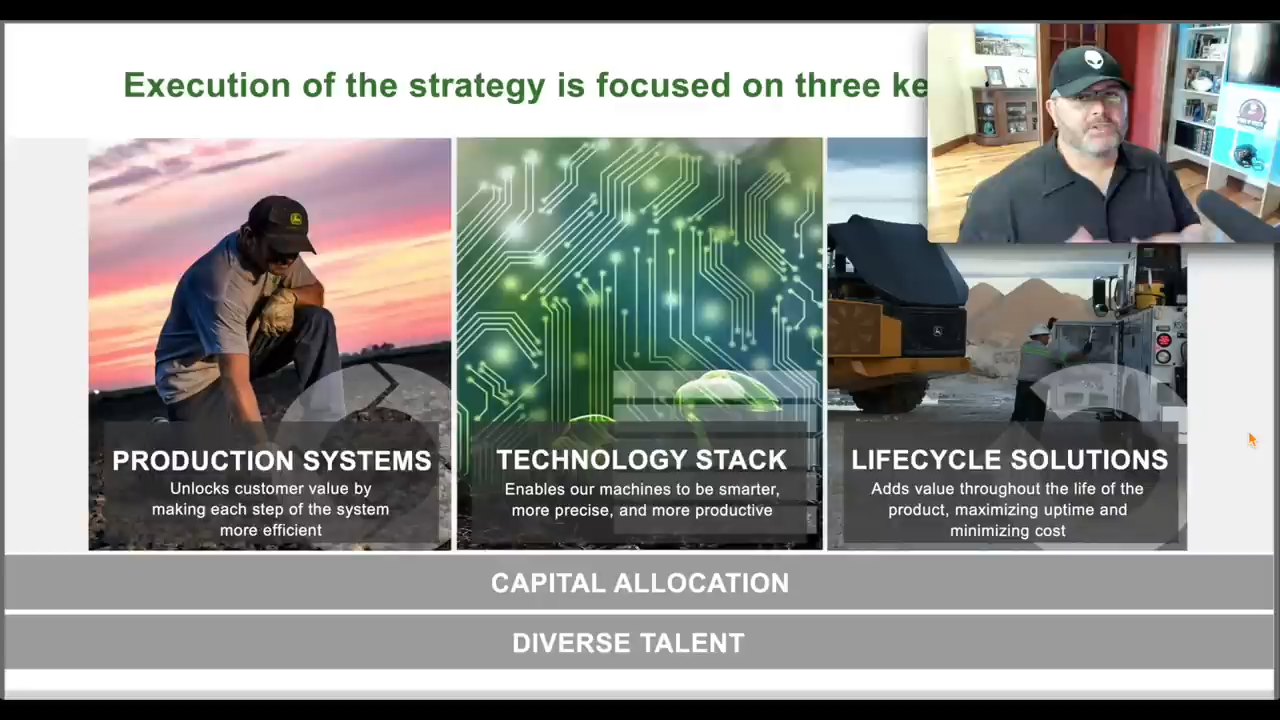 Execution of the strategy is focused on three
PRODUCTION SYSTEMS
Unlocks customer value by
making each step of the system
more efficient
TECHNOLOGY STACK
Enables our machines to be smarter,
more precise, and more productive
LIFECYCLE SOLUTIONS
Adds value throughout the life of the
product, maximizing uptime and
minimizing cost
CAPITAL ALLOCATION
DIVERSE TALENT